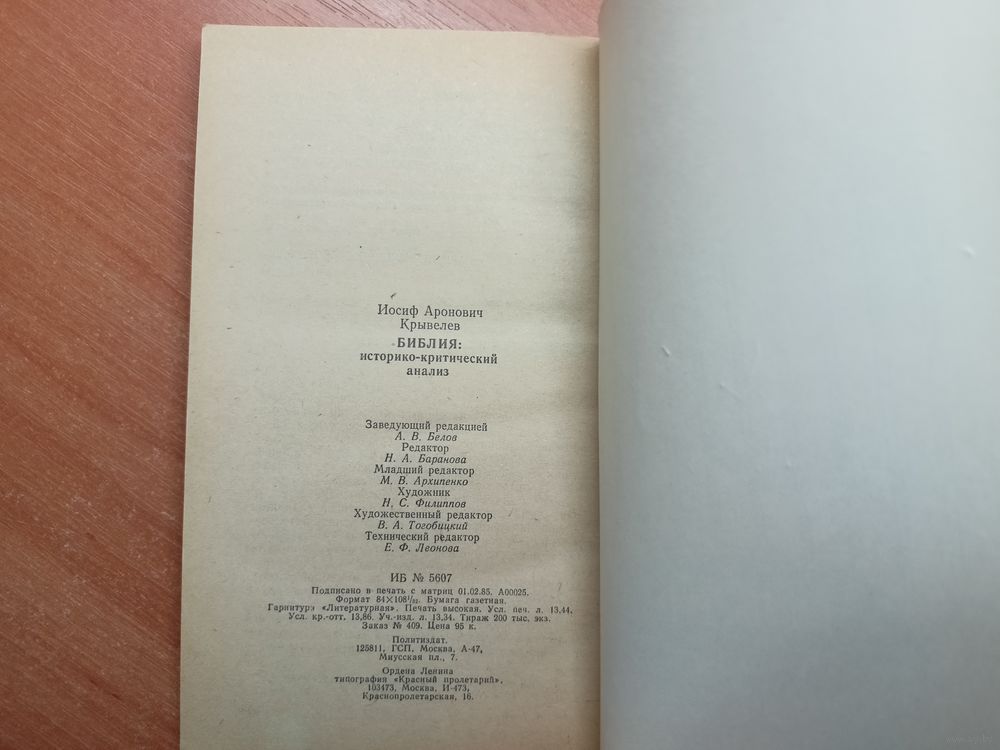 Иосиф Аронович
Крывелев
БИБЛИЯ:
историко-критический
анализ
Заведующий редакцией
А. В. Белов
Редактор
Н. А. Баранова
Младший редактор
М. В. Архипенко
Художник
Н. С. Филиппов
Художественный редактор
В. А. Тогобицкий
Технический редактор
Е. Ф. Леонова
ИБ № 5607
Подписано в печать с матриц 01.02.85. А00025.
Формат 84×108¹/₃₂. Бумага газетная.
Гарнитура «Литературная». Печать высокая. Усл. печ. л. 13,44.
Усл. кр.-отт. 13,86. Уч.-изд. л. 13,34. Тираж 200 тыс. экз.
Заказ № 409. Цена 95 к.
Политиздат.
125811, ГСП, Москва, А-47,
Миусская пл., 7.
Ордена Ленина
типография «Красный пролетарий».
103473, Москва, И-473,
Краснопролетарская, 16.